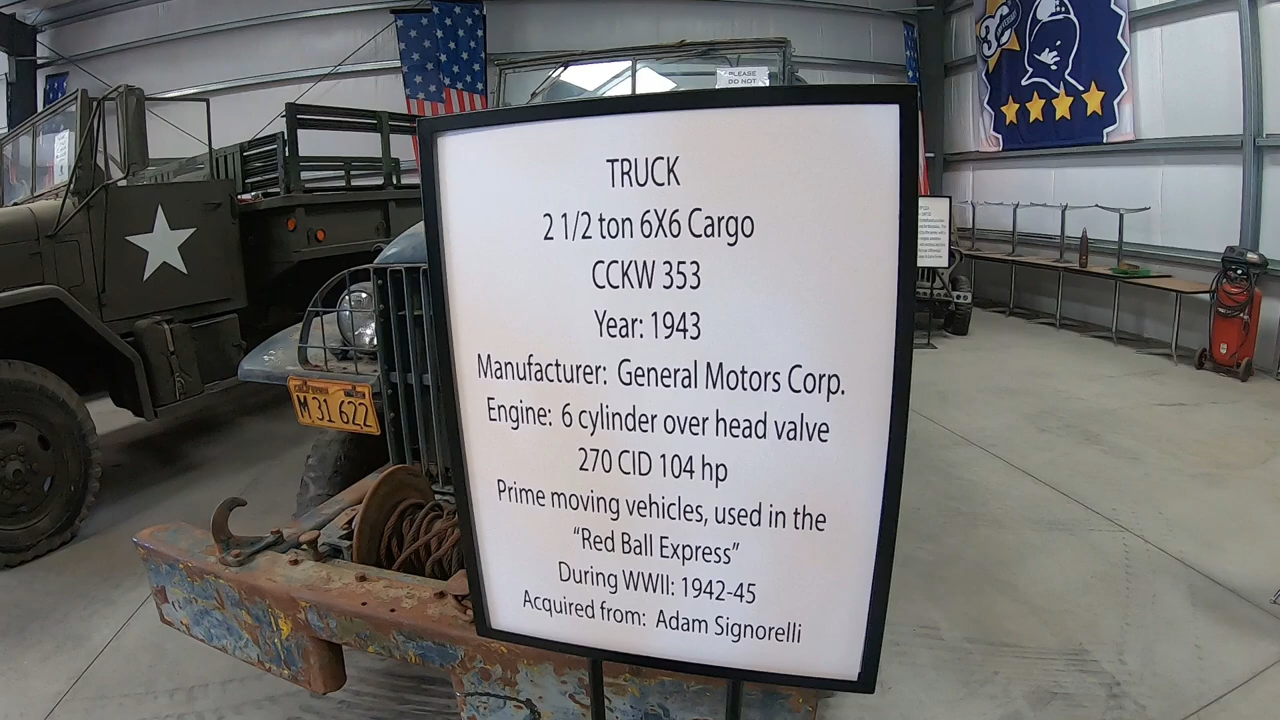 TRUCK
2 1/2 ton 6X6 Cargo
CCKW 353
Year: 1943
Manufacturer: General Motors Corp.
Engine: 6 cylinder over head valve
270 CID 104 hp
Prime moving vehicles, used in the
“Red Ball Express”
During WWII: 1942-45
Acquired from: Adam Signorelli
PLEASE
DO NOT
M 31 622
36